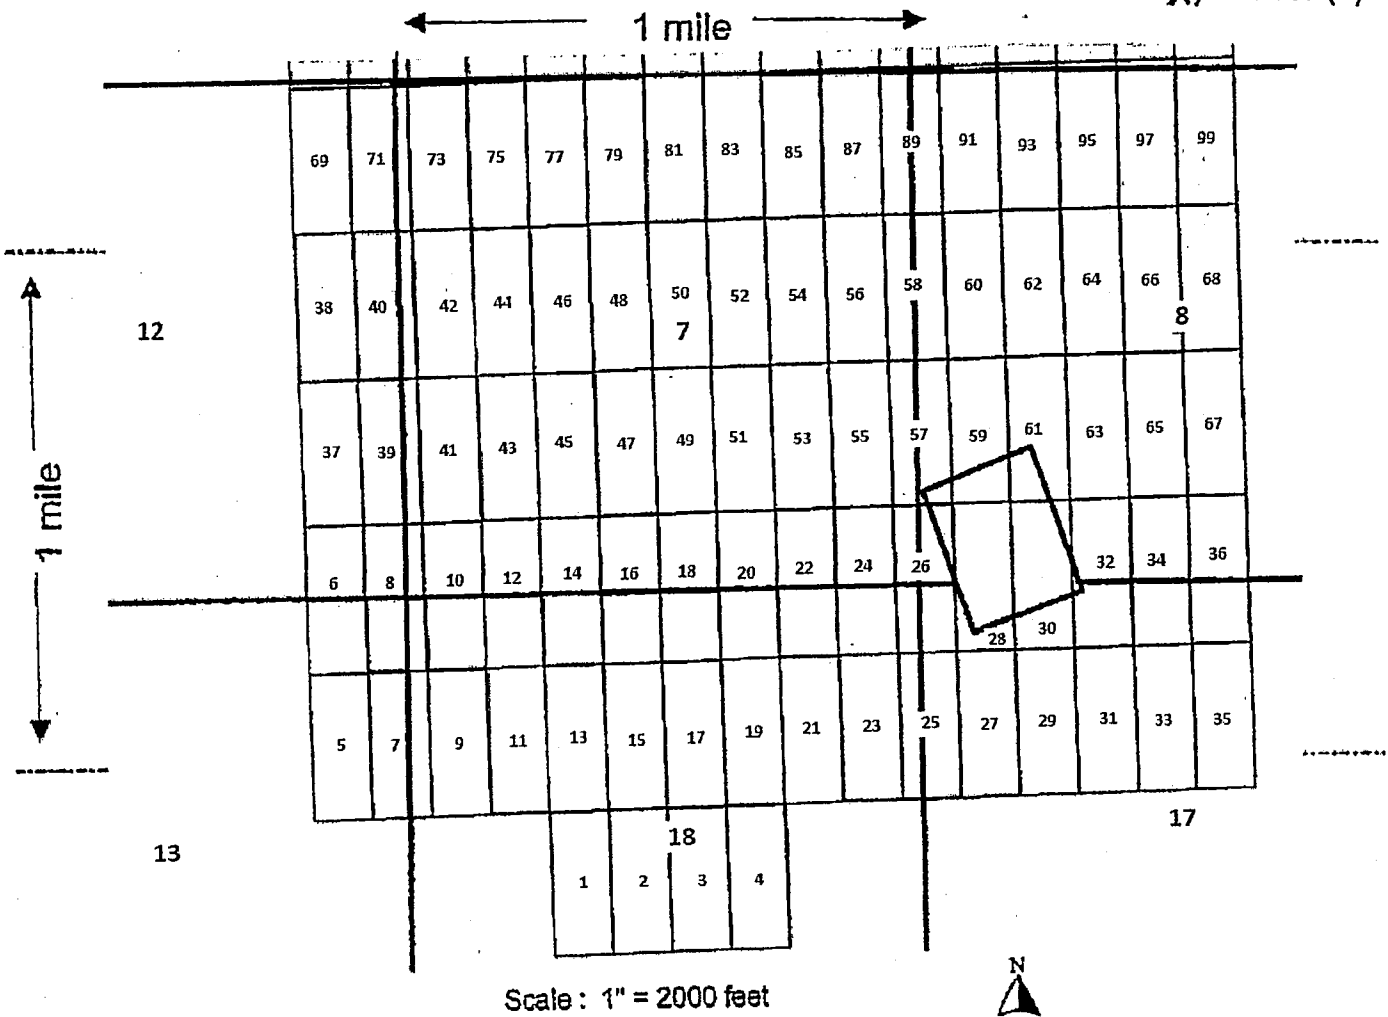 1 mile
69 71 73 75 77 79 81 83 85 87 89 91 93 95 97 99
38 40 42 44 46 48 50 52 54 56 58 60 62 64 66 68
12 7 8
37 39 41 43 45 47 49 51 53 55 57 59 61 63 65 67
1 mile
6 8 10 12 14 16 18 20 22 24 26 32 34 36
28 30
5 7 9 11 13 15 17 19 21 23 25 27 29 31 33 35
13 18 17
1 2 3 4
N
Scale : 1" = 2000 feet